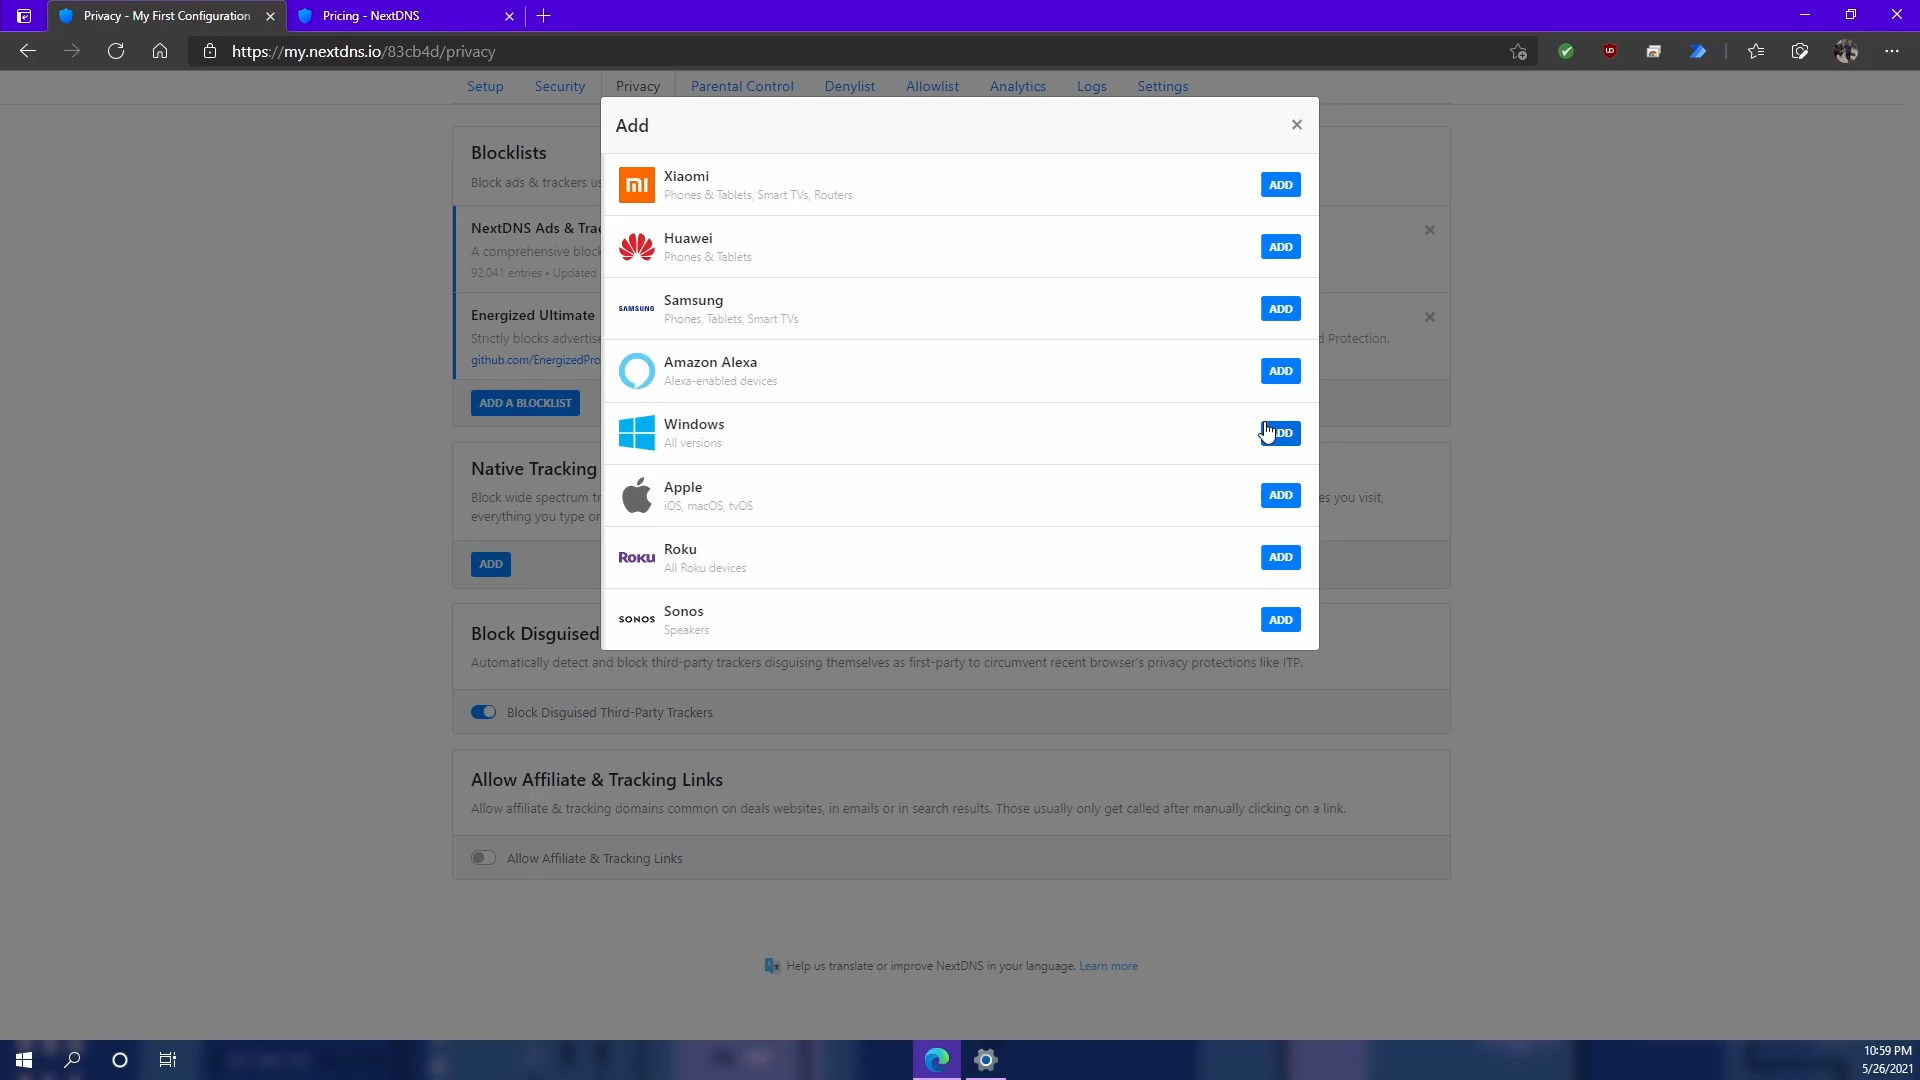 Privacy - My First Configuration
Pricing - NextDNS
https://my.nextdns.io/83cb4d/privacy
Setup
Security
Privacy
Parental Control
Denylist
Allowlist
Analytics
Logs
Settings
Add
Blocklists
Block ads & trackers
NextDNS Ads &
A comprehensive
92,041 entries • Updated
Energized Ultimate
Strictly blocks
Protection.
github.com/EnergizedPro
ADD A BLOCKLIST
Xiaomi
Phones & Tablets, Smart TVs, Routers
ADD
Huawei
Phones & Tablets
ADD
SAMSUNG
Samsung
Phones, Tablets, Smart TVs
ADD
Amazon Alexa
Alexa-enabled devices
ADD
Windows
All versions
Apple
iOS, macOS, tvOS
ADD
Roku
Roku
All Roku devices
ADD
SONOS
Sonos
Speakers
ADD
Native Tracking
Block wide spectrum
you visit,
everything you type or
ADD
Block Disguised
Automatically detect and block third-party trackers disguising themselves as first-party to circumvent recent browser's privacy protections like ITP.
Block Disguised Third-Party Trackers
Allow Affiliate & Tracking Links
Allow affiliate & tracking domains common on deals websites, in emails or in search results. Those usually only get called after manually clicking on a link.
Allow Affiliate & Tracking Links
Help us translate or improve NextDNS in your language. Learn more
10:59 PM
5/26/2021